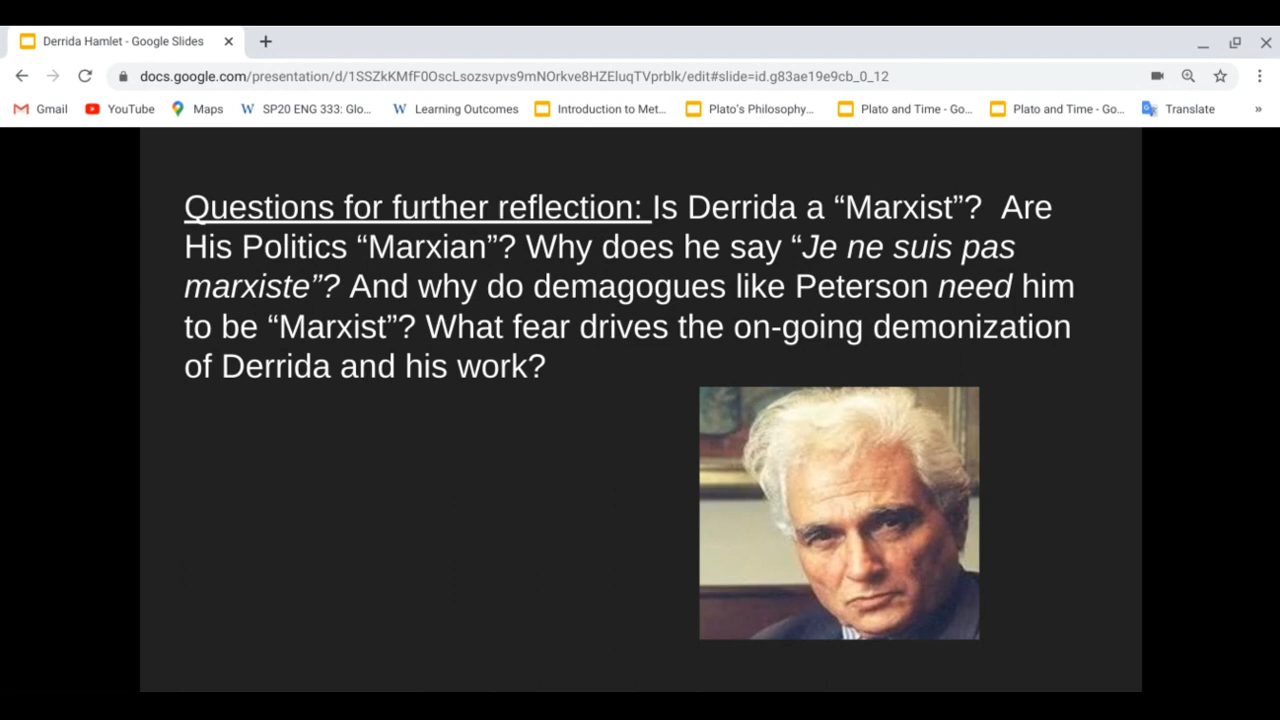 Derrida Hamlet - Google Slides
docs.google.com/presentation/d/1SSZkKMfF0OscLsozsvpvs9mNOrkve8HZEluqTVprblk/edit#slide=id.g83ae19e9cb_0_12
Gmail YouTube Maps SP20 ENG 333: Glo... Learning Outcomes Introduction to Met... Plato's Philosophy... Plato and Time - Go... Plato and Time - Go... Translate »
Questions for further reflection: Is Derrida a “Marxist”? Are
His Politics “Marxian”? Why does he say “Je ne suis pas
marxiste”? And why do demagogues like Peterson need him
to be “Marxist”? What fear drives the on-going demonization
of Derrida and his work?